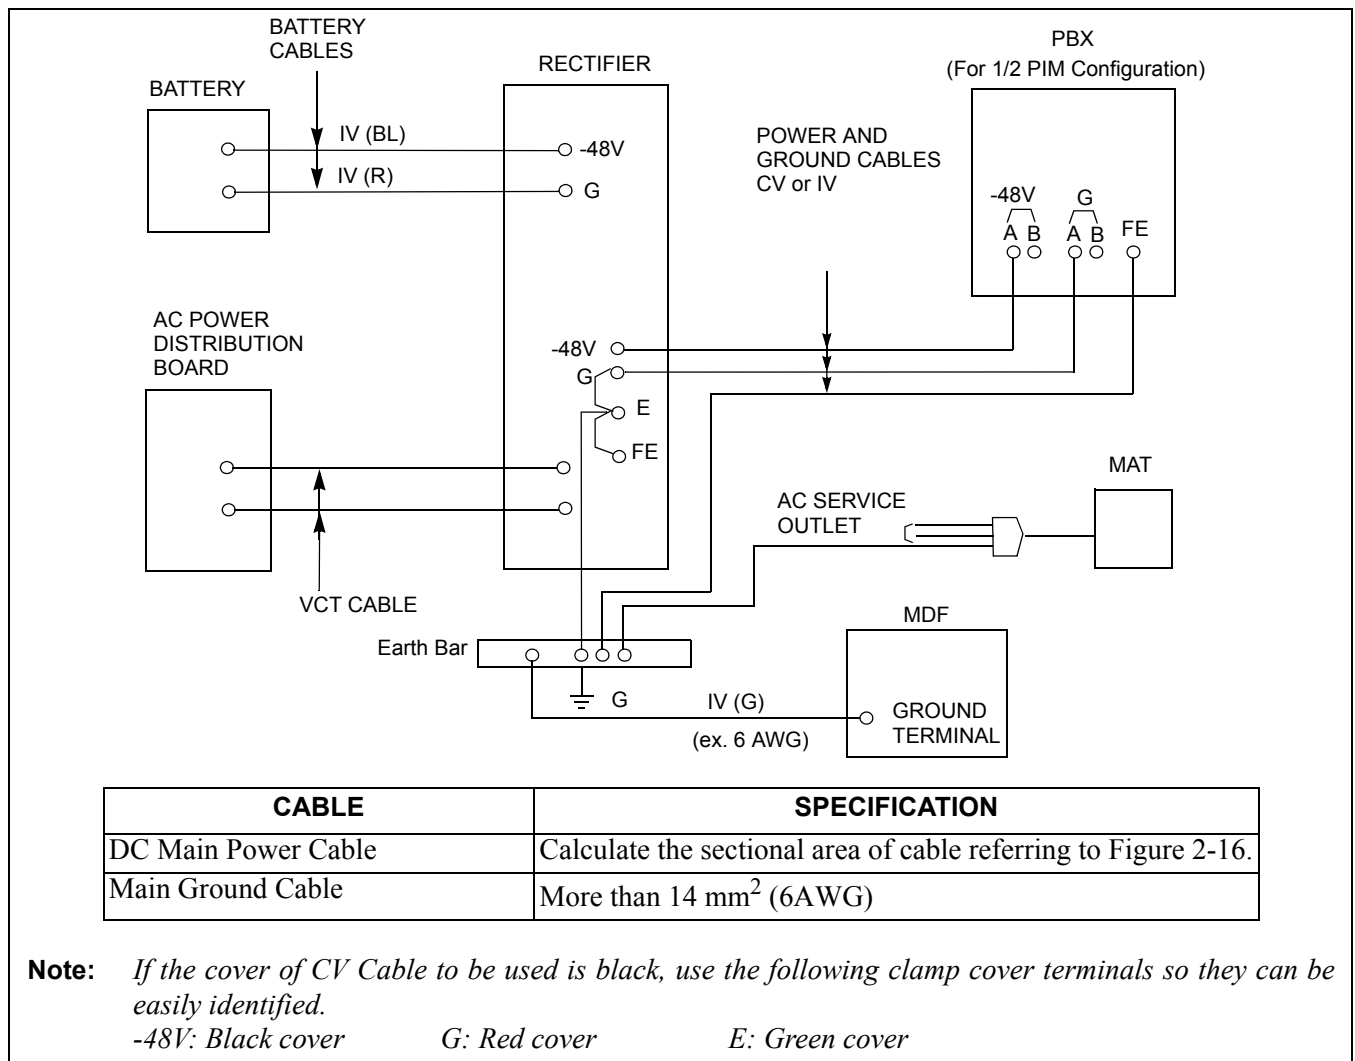 BATTERY
CABLES
BATTERY
IV (BL)
IV (R)
RECTIFIER
-48V
G
PBX
(For 1/2 PIM Configuration)
POWER AND
GROUND CABLES
CV or IV
-48V
G
A B
A B
FE
AC POWER
DISTRIBUTION
BOARD
-48V
G
E
FE
VCT CABLE
AC SERVICE
OUTLET
MAT
Earth Bar
G
IV (G)
(ex. 6 AWG)
MDF
GROUND
TERMINAL
CABLE SPECIFICATION
DC Main Power Cable Calculate the sectional area of cable referring to Figure 2-16.
Main Ground Cable More than 14 mm2 (6AWG)
Note: If the cover of CV Cable to be used is black, use the following clamp cover terminals so they can be
easily identified.
-48V: Black cover G: Red cover E: Green cover